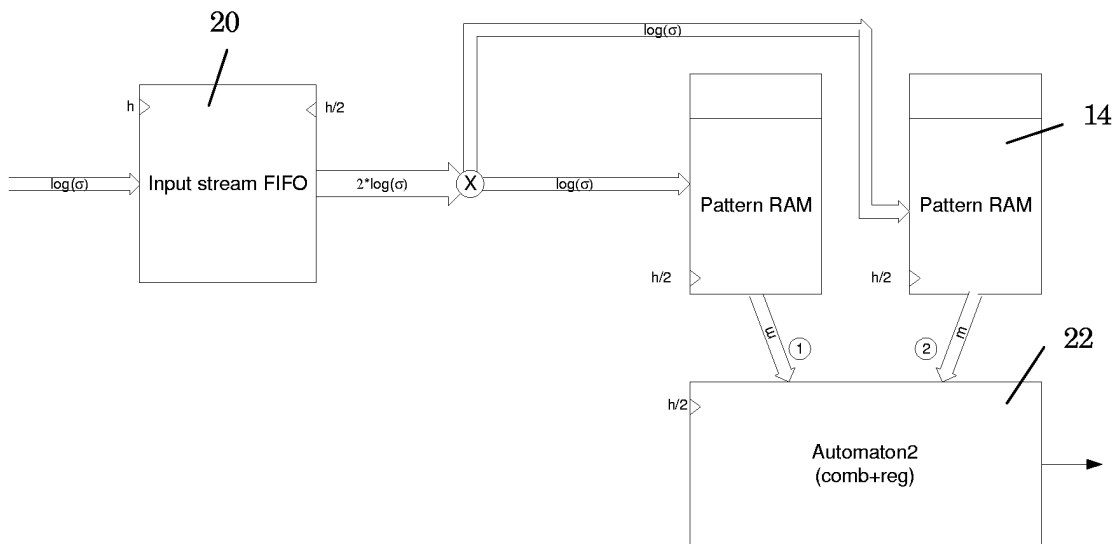 20
log(σ)
h
h/2
14
log(σ)
Input stream FIFO
2*log(σ)
X
log(σ)
Pattern RAM
Pattern RAM
h/2
h/2
m
1
2
m
22
h/2
Automaton2
(comb+reg)